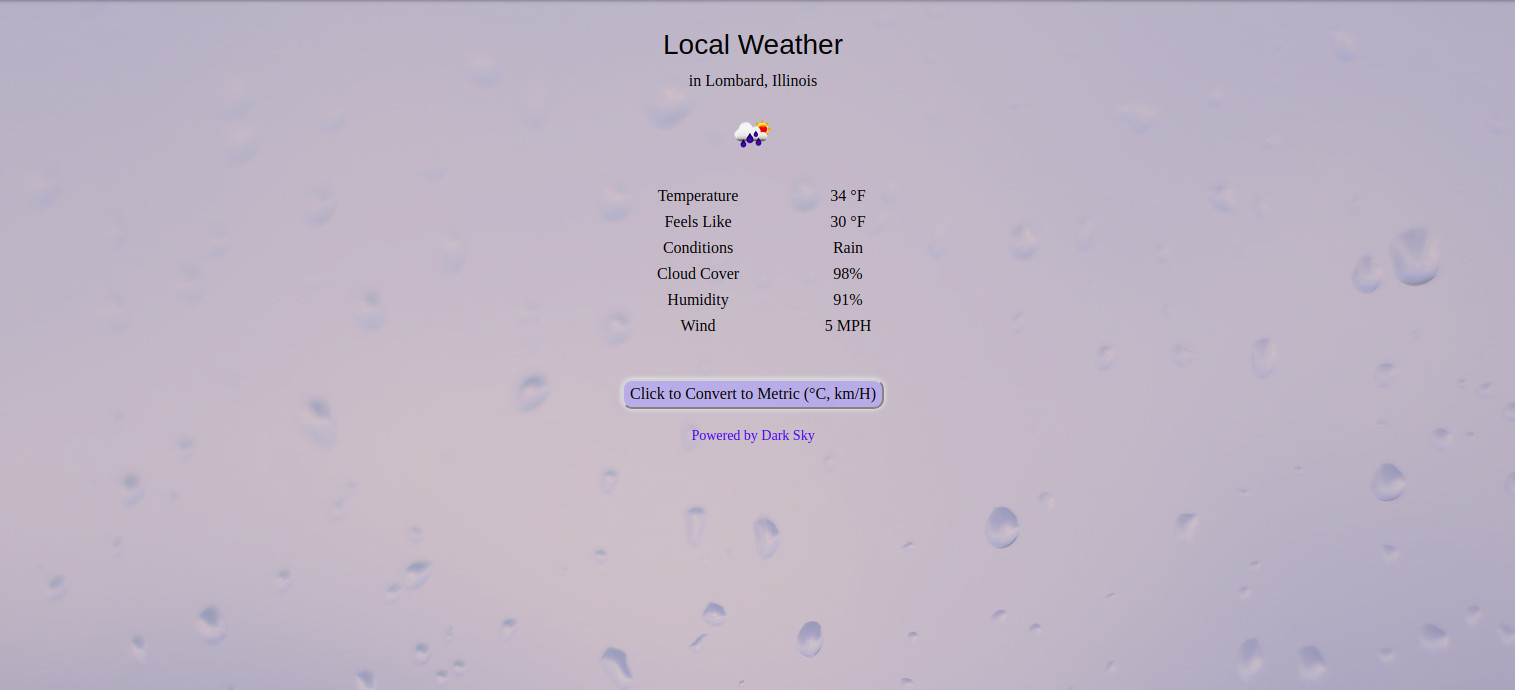 Local Weather
in Lombard, Illinois
Temperature 34 °F
Feels Like 30 °F
Conditions Rain
Cloud Cover 98%
Humidity 91%
Wind 5 MPH
Click to Convert to Metric (°C, km/H)
Powered by Dark Sky